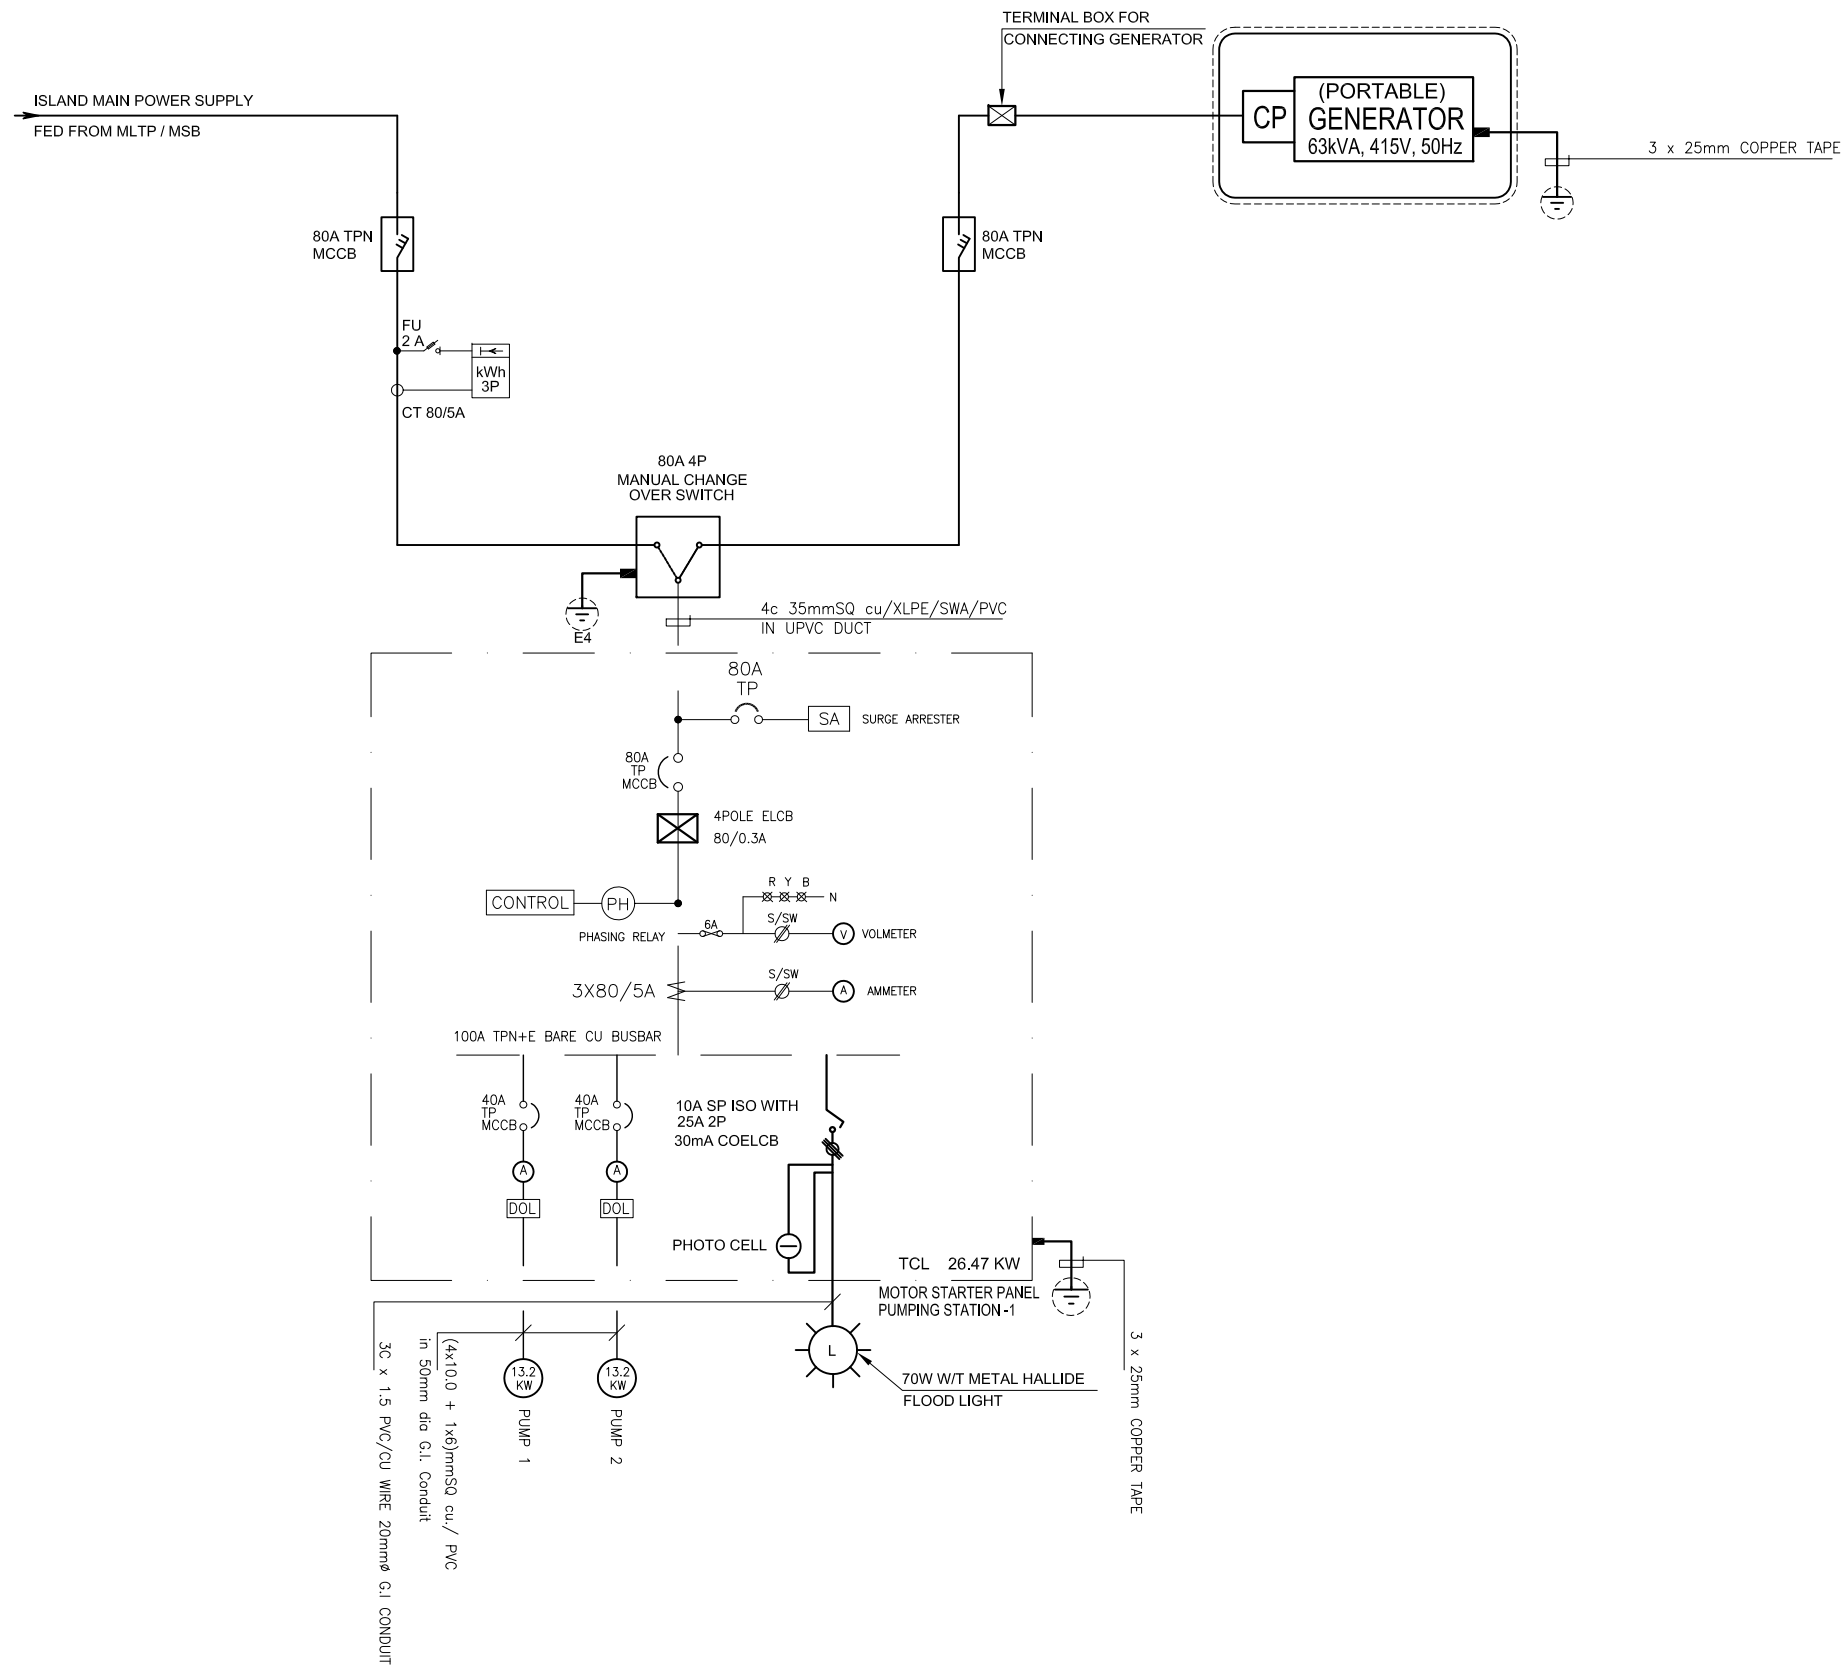 TERMINAL BOX FOR
CONNECTING GENERATOR
ISLAND MAIN POWER SUPPLY
FED FROM MLTP / MSB
CP
(PORTABLE)
GENERATOR
63kVA, 415V, 50Hz
3 x 25mm COPPER TAPE
80A TPN
MCCB
80A TPN
MCCB
FU
2 A
kWh
3P
CT 80/5A
80A 4P
MANUAL CHANGE
OVER SWITCH
E4
4c 35mmSQ cu/XLPE/SWA/PVC
IN UPVC DUCT
80A
TP
SA
SURGE ARRESTER
80A
TP
MCCB
4POLE ELCB
80/0.3A
CONTROL
PH
PHASING RELAY
R Y B
N
6A
S/SW
V
VOLMETER
3X80/5A
S/SW
A
AMMETER
100A TPN+E BARE CU BUSBAR
40A
TP
MCCB
A
DOL
40A
TP
MCCB
A
DOL
10A SP ISO WITH
25A 2P
30mA COELCB
PHOTO CELL
TCL 26.47 KW
MOTOR STARTER PANEL
PUMPING STATION -1
3 x 25mm COPPER TAPE
L
70W W/T METAL HALLIDE
FLOOD LIGHT
13.2
KW
PUMP 1
13.2
KW
PUMP 2
(4x10.0 + 1x6)mmSQ cu./ PVC
in 50mm dia G.I. Conduit
3C x 1.5 PVC/CU WIRE 20mmø G.I CONDUIT